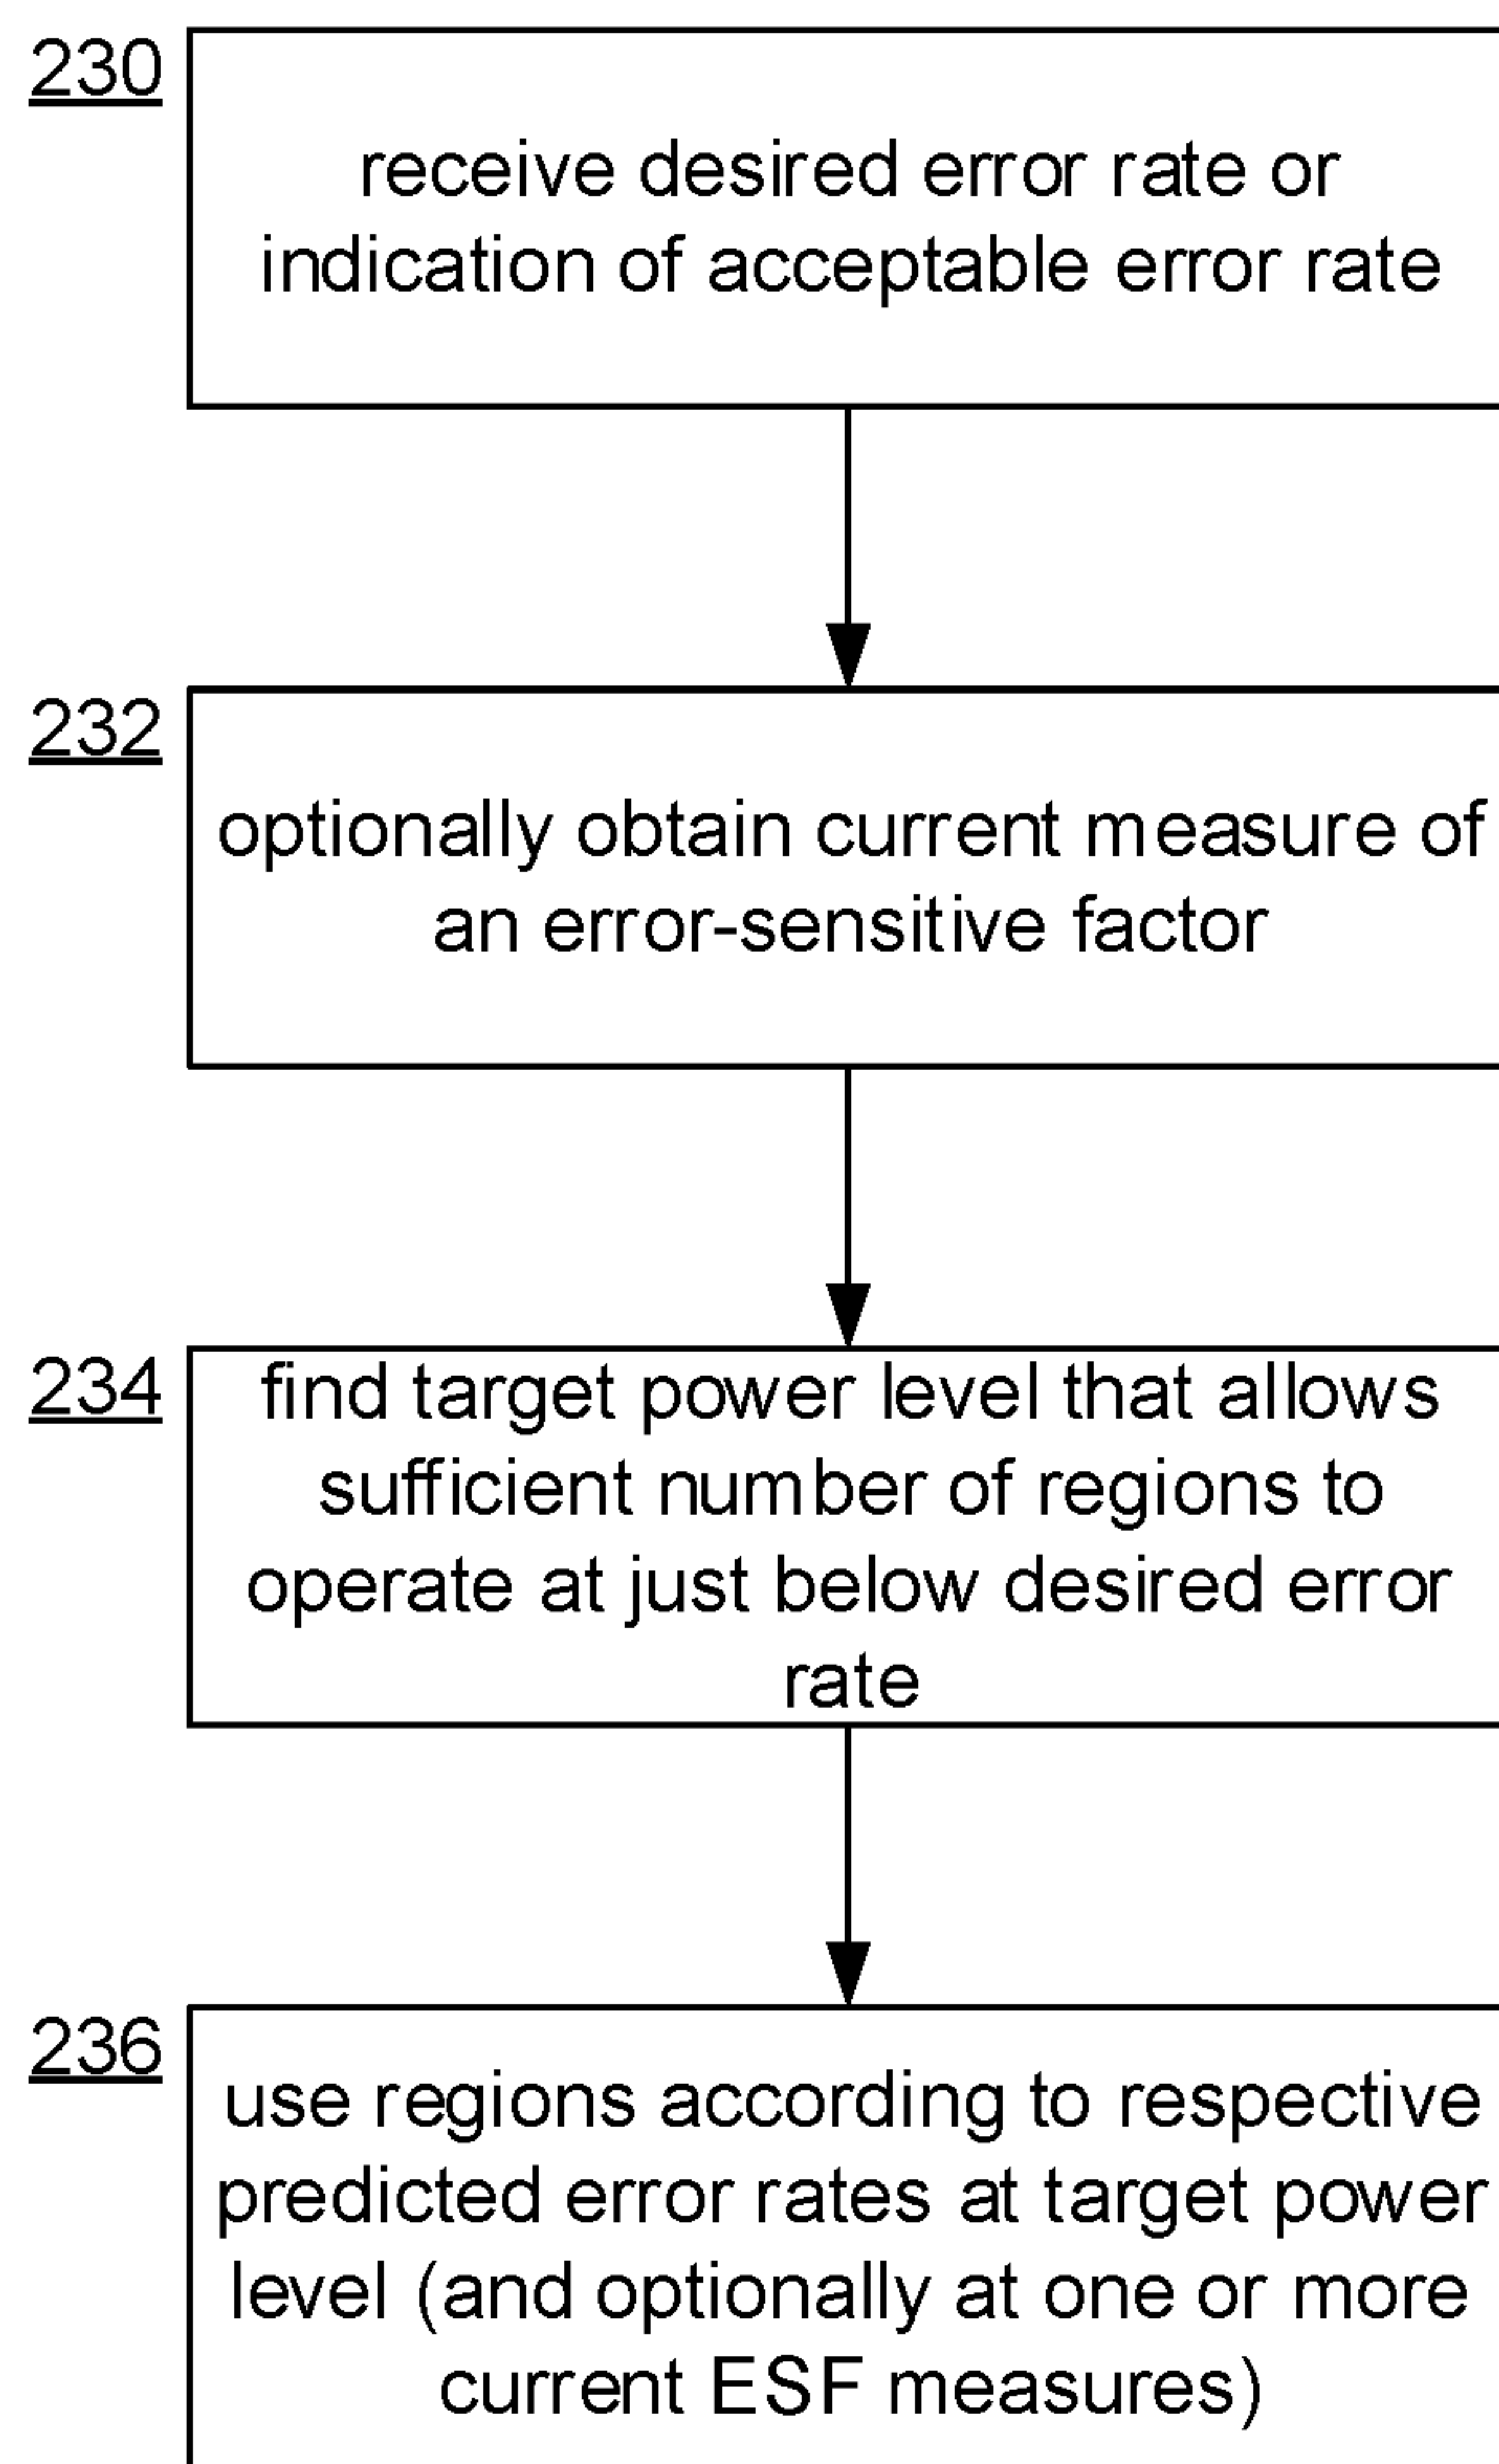 230
receive desired error rate or
indication of acceptable error rate
232
optionally obtain current measure of
an error-sensitive factor
234
find target power level that allows
sufficient number of regions to
operate at just below desired error
rate
236
use regions according to respective
predicted error rates at target power
level (and optionally at one or more
current ESF measures)